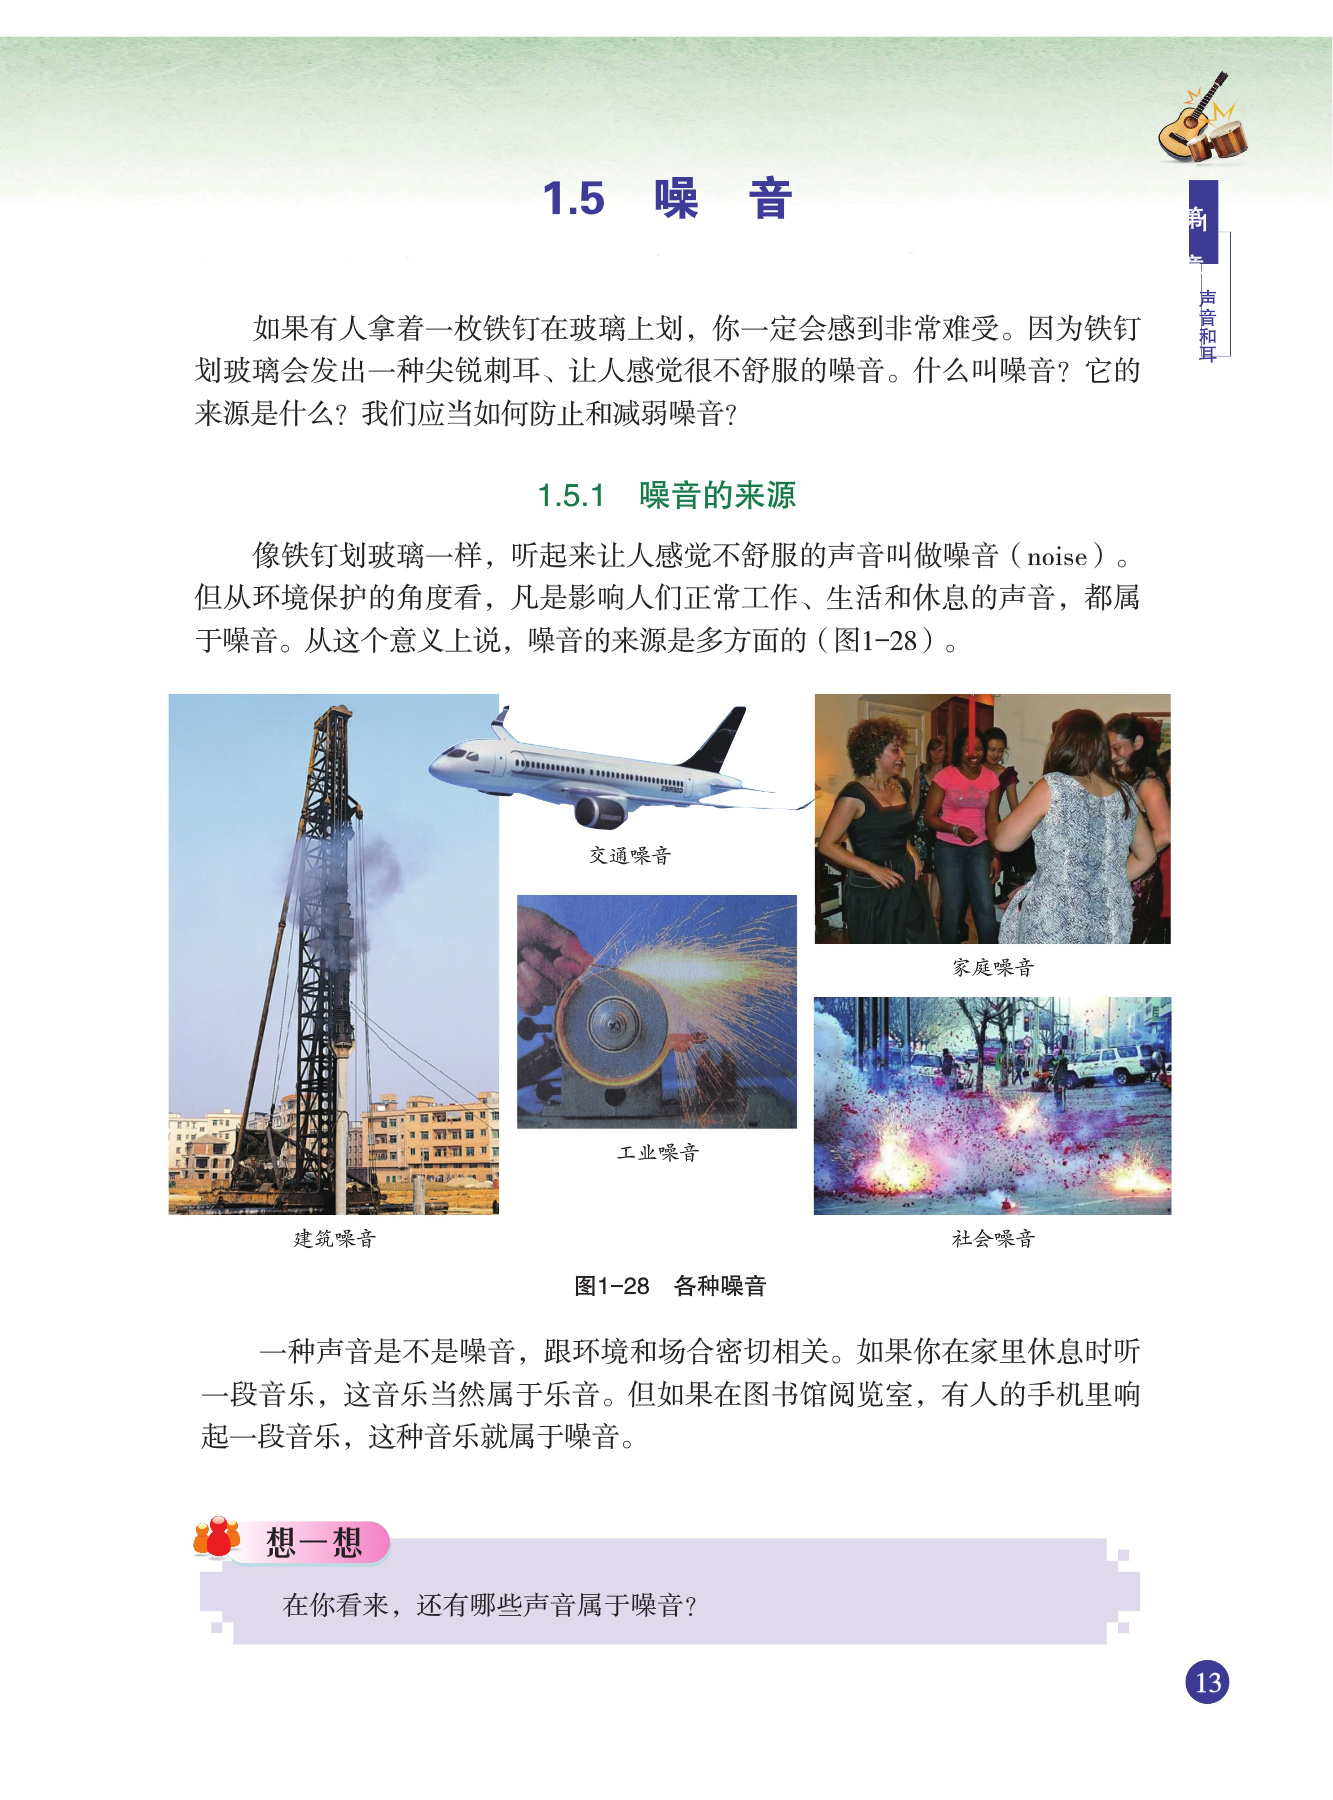 1.5 噪 音
第1章
声音和耳
如果有人拿着一枚铁钉在玻璃上划，你一定会感到非常难受。因为铁钉
划玻璃会发出一种尖锐刺耳、让人感觉很不舒服的噪音。什么叫噪音？它的
来源是什么？我们应当如何防止和减弱噪音？
1.5.1 噪音的来源
像铁钉划玻璃一样，听起来让人感觉不舒服的声音叫做噪音（noise）。
但从环境保护的角度看，凡是影响人们正常工作、生活和休息的声音，都属
于噪音。从这个意义上说，噪音的来源是多方面的（图1-28）。
交通噪音
家庭噪音
工业噪音
建筑噪音
社会噪音
图1-28 各种噪音
一种声音是不是噪音，跟环境和场合密切相关。如果你在家里休息时听
一段音乐，这音乐当然属于乐音。但如果在图书馆阅览室，有人的手机里响
起一段音乐，这种音乐就属于噪音。
想一想
在你看来，还有哪些声音属于噪音？
13